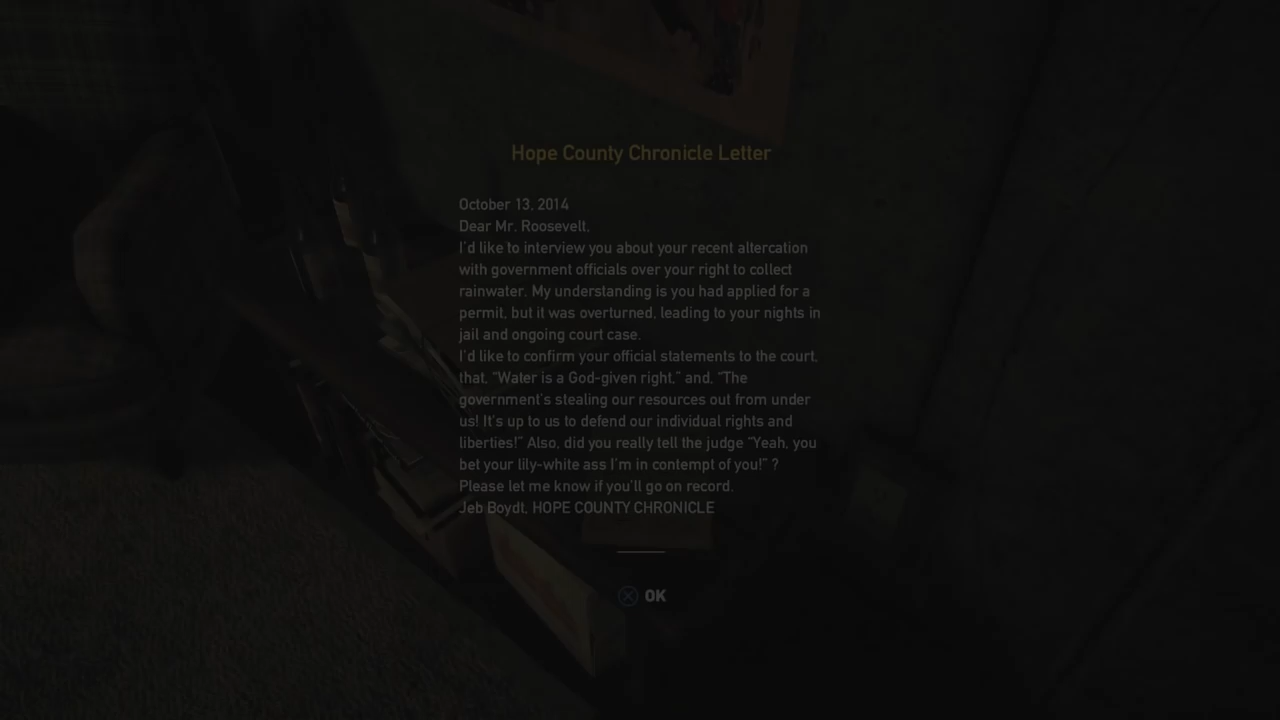 Hope County Chronicle Letter
October 13, 2014
Dear Mr. Roosevelt,
I'd like to interview you about your recent altercation
with government officials over your right to collect
rainwater. My understanding is you had applied for a
permit, but it was overturned, leading to your nights in
jail and ongoing court case.
I'd like to confirm your official statements to the court,
that, "Water is a God-given right," and, "The
government's stealing our resources out from under
us! It's up to us to defend our individual rights and
liberties!" Also, did you really tell the judge "Yeah, you
bet your lily-white ass I'm in contempt of you!" ?
Please let me know if you'll go on record.
Jeb Boydt, HOPE COUNTY CHRONICLE
OK